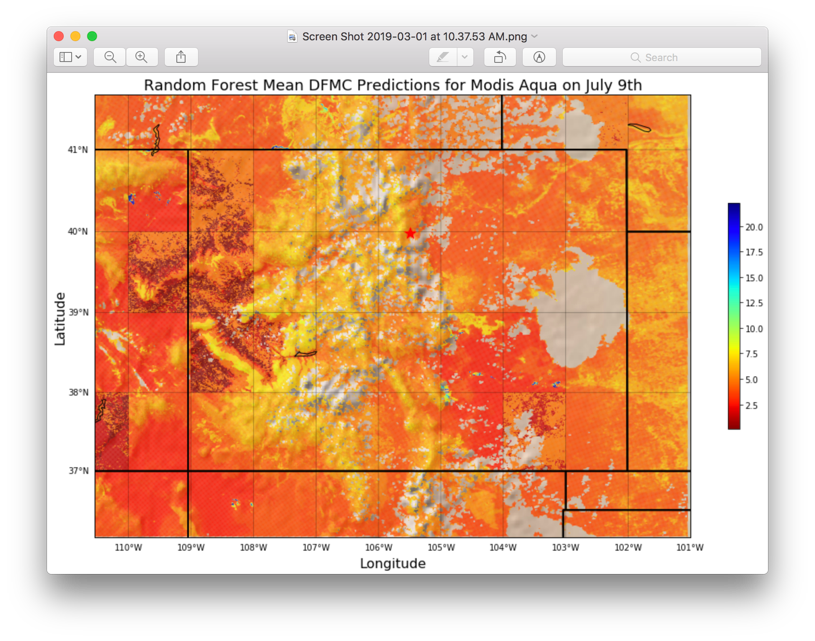 Screen Shot 2019-03-01 at 10.37.53 AM.png
Search
Random Forest Mean DFMC Predictions for Modis Aqua on July 9th
41°N
40°N
39°N
38°N
37°N
Latitude
110°W 109°W 108°W 107°W 106°W 105°W 104°W 103°W 102°W 101°W
Longitude
20.0
17.5
15.0
12.5
10.0
7.5
5.0
2.5